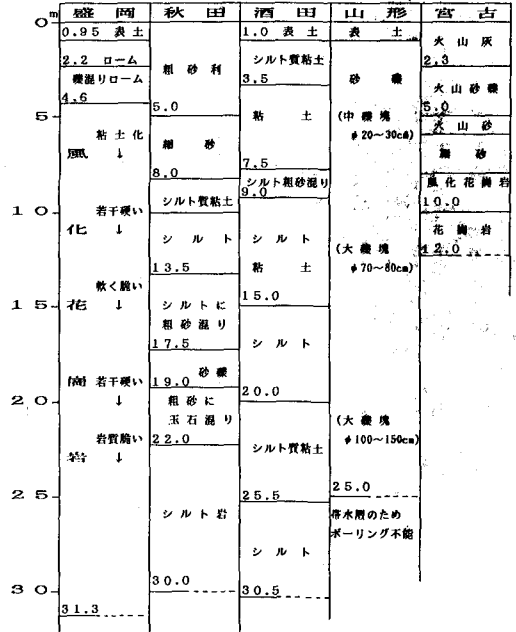 盛岡 秋田 酒田 山形 宮古
0 m
5
10
15
20
25
30
0.95 表土
2.2 ローム
礫混りローム
4.6
風化花崗岩
粘土化
↓
若干硬い
↓
軟く脆い
↓
若干硬い
↓
岩質脆い
↓
31.3
粗砂利
5.0
細砂
8.0
シルト質粘土
シルト
13.5
シルトに
粗砂混り
17.5
砂礫
19.0
粗砂に
玉石混り
22.0
シルト岩
30.0
1.0 表土
シルト質粘土
3.5
粘土
7.5
シルト粗砂混り
9.0
シルト
粘土
15.0
シルト
20.0
シルト質粘土
25.5
シルト
30.5
表土
砂礫
(中礫塊
φ20~30cm)
(大礫塊
φ70~80cm)
(大礫塊
φ100~150cm)
25.0
帯水層のため
ボーリング不能
火山灰
2.3
火山砂礫
5.0
火山砂
細砂
風化花崗岩
10.0
花崗岩
12.0